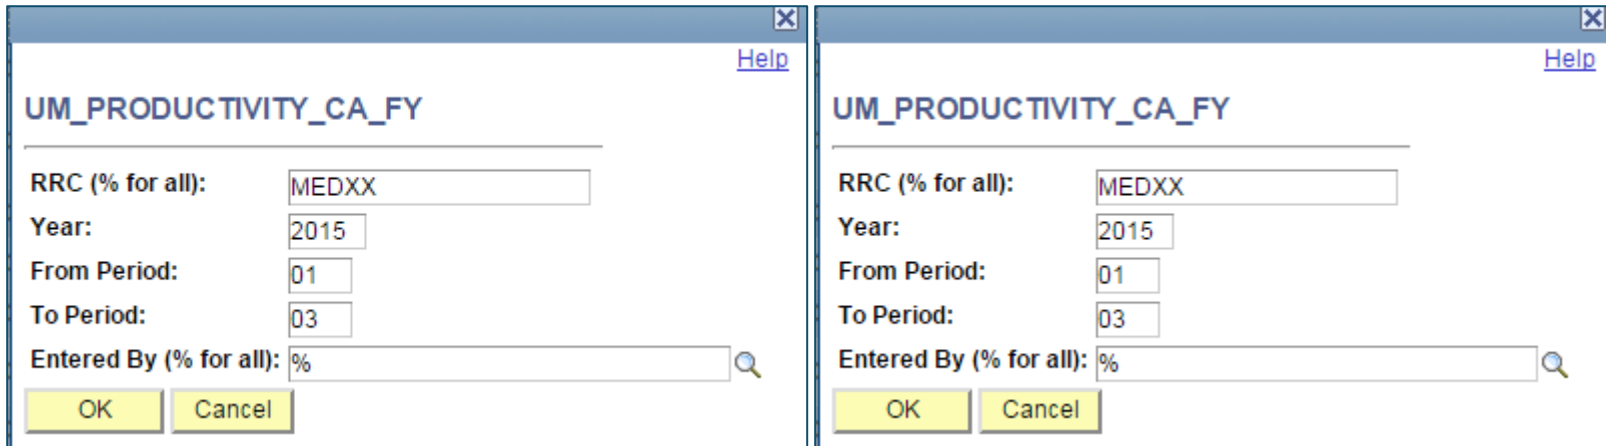 Help
UM_PRODUCTIVITY_CA_FY
RRC (% for all): MEDXX
Year: 2015
From Period: 01
To Period: 03
Entered By (% for all): %
OK Cancel
Help
UM_PRODUCTIVITY_CA_FY
RRC (% for all): MEDXX
Year: 2015
From Period: 01
To Period: 03
Entered By (% for all): %
OK Cancel